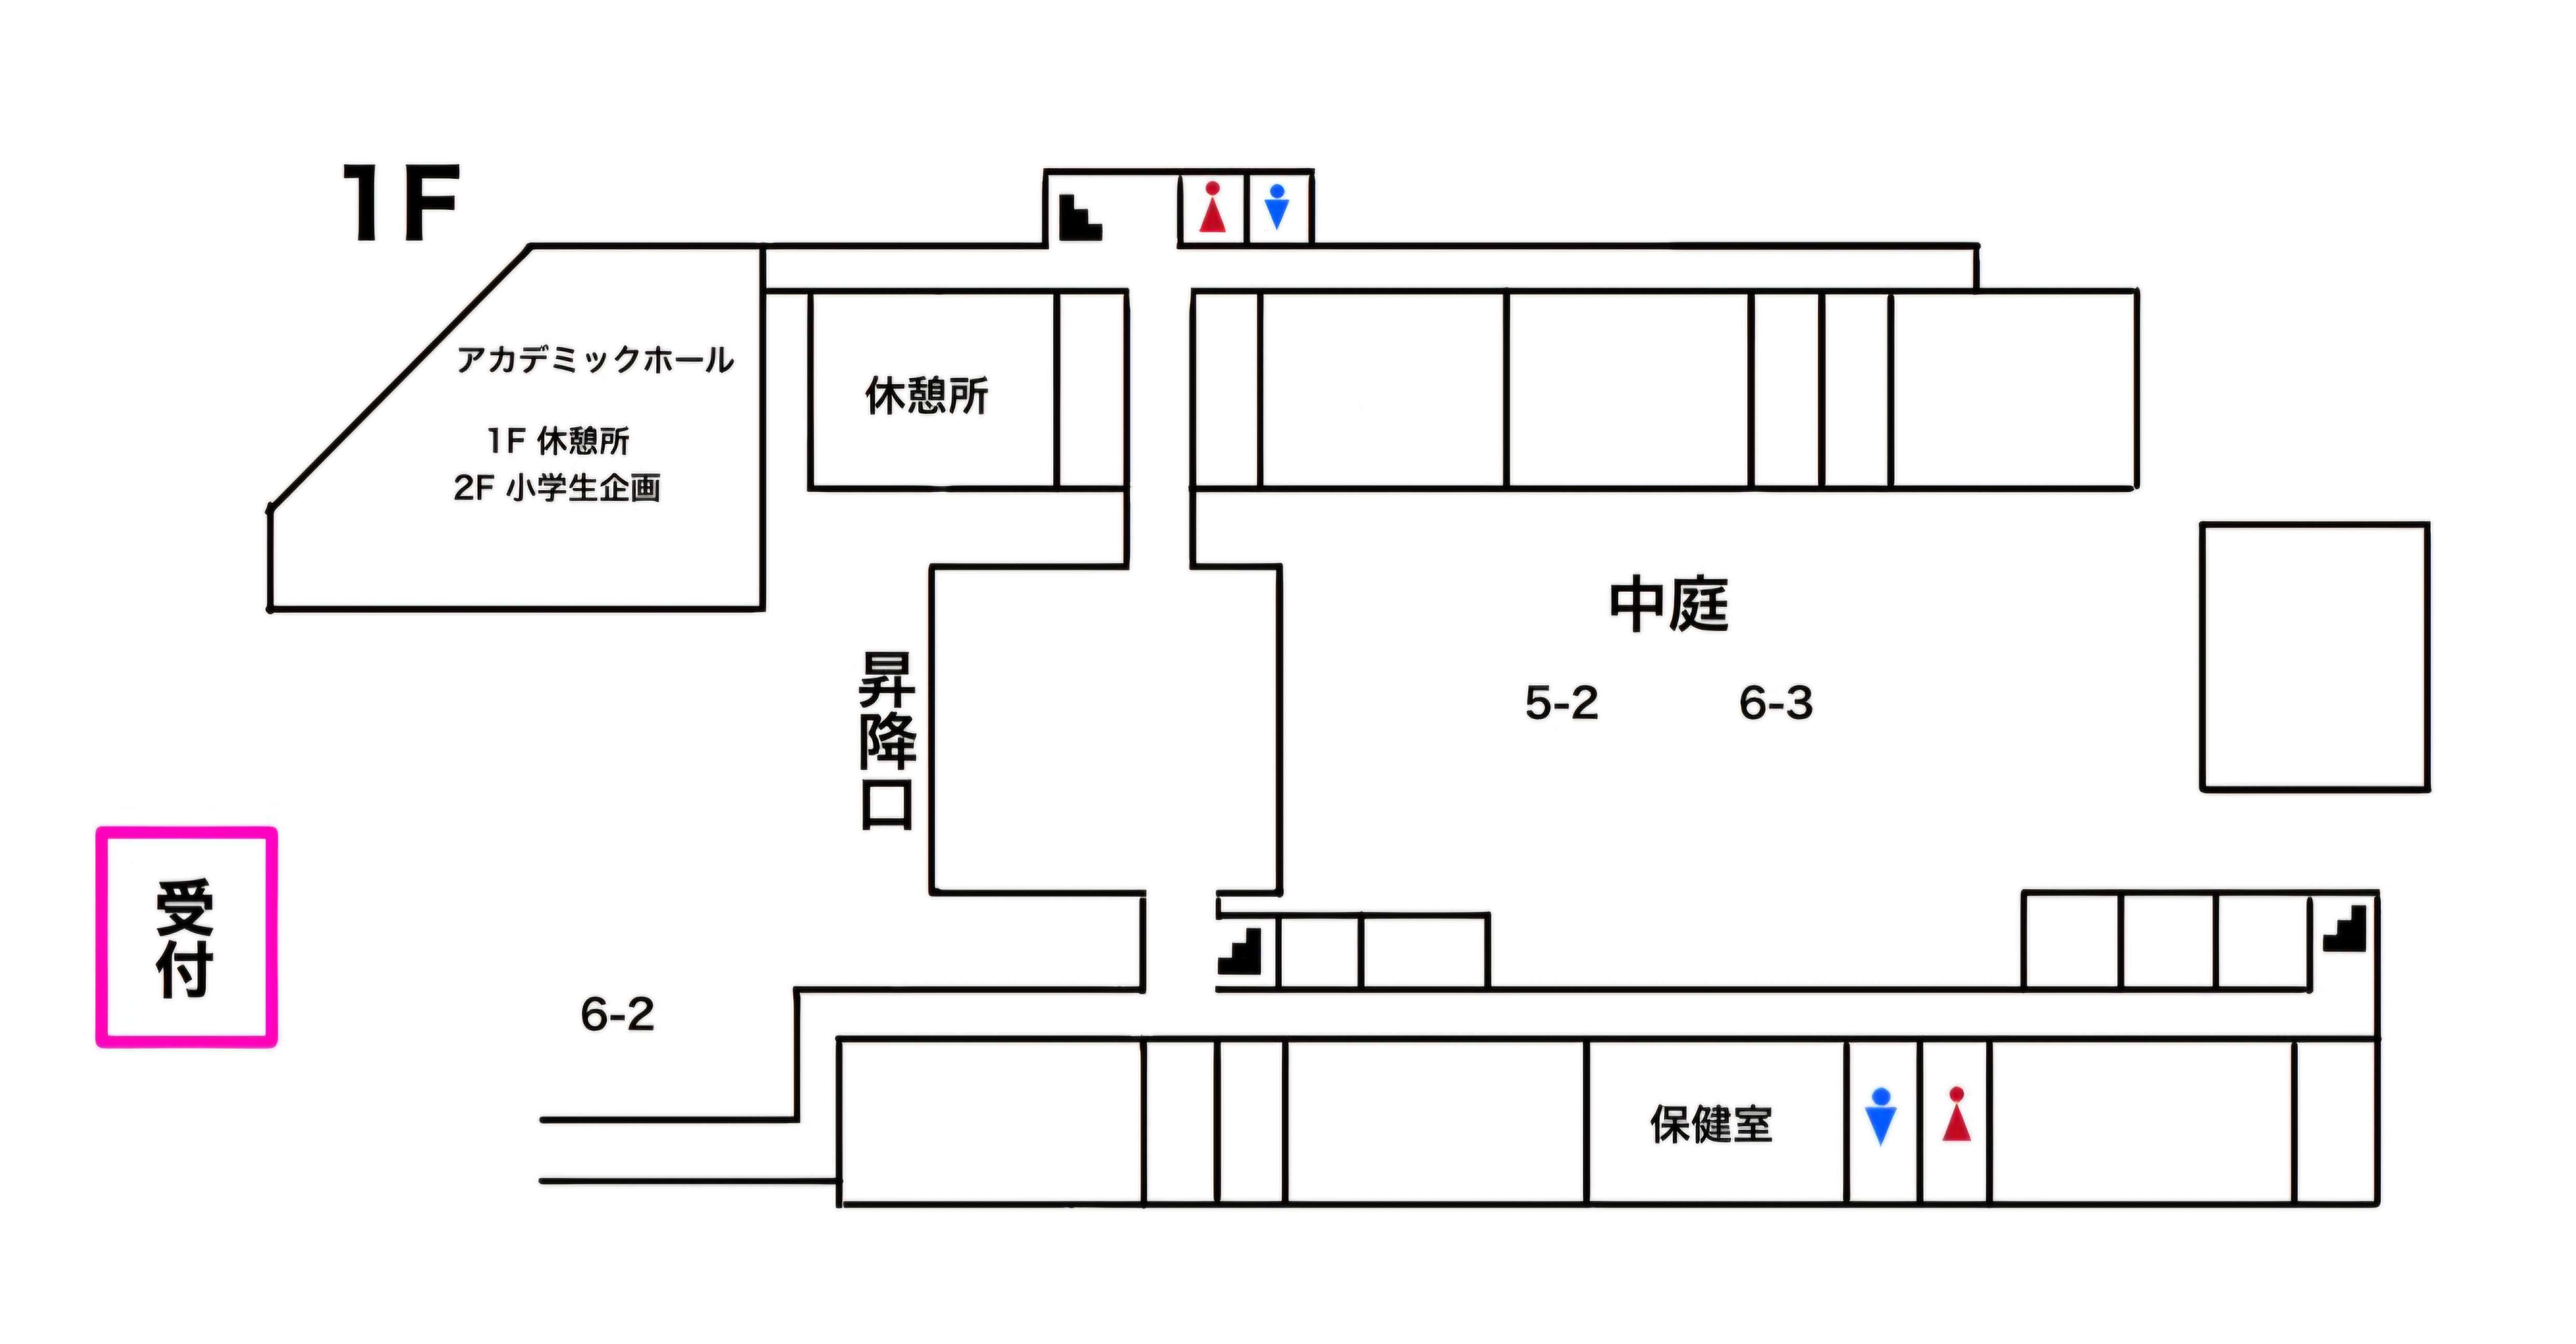 1F
アカデミックホール
1F 休憩所
2F 小学生企画
休憩所
中庭
5-2
6-3
昇降口
受付
6-2
保健室